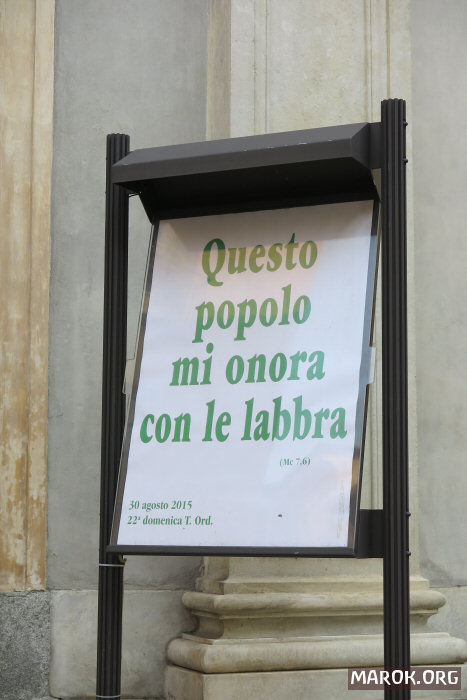 Questo
popolo
mi onora
con le labbra
(Mc 7,6)
30 agosto 2015
22ª domenica T. Ord.
MAROK.ORG